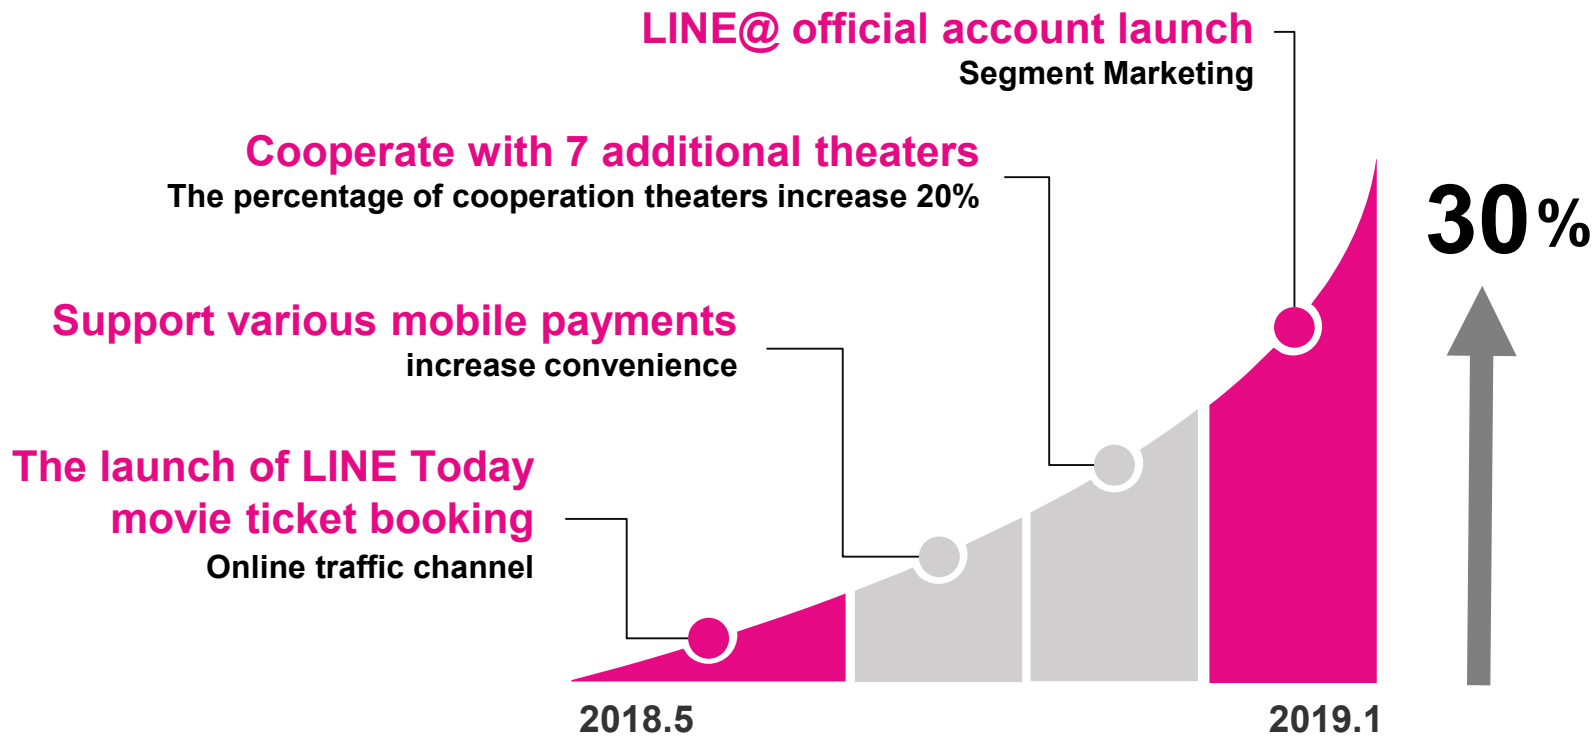 LINE@ official account launch
Segment Marketing
Cooperate with 7 additional theaters
The percentage of cooperation theaters increase 20%
30%
Support various mobile payments
increase convenience
The launch of LINE Today
movie ticket booking
Online traffic channel
2018.5
2019.1